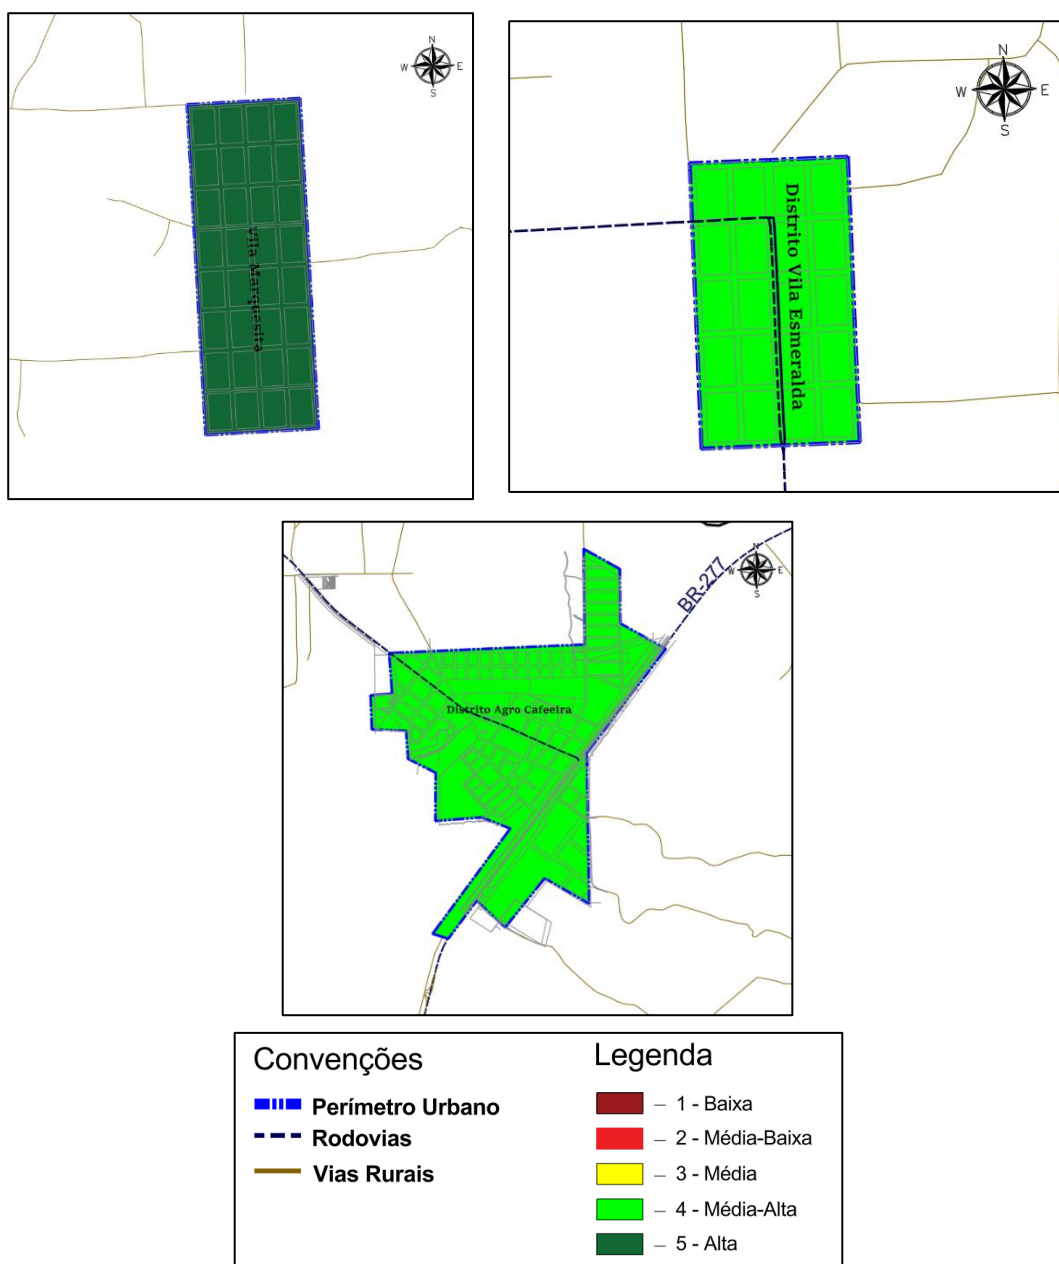 N
W E
S
Vila Marquesita
N
W E
S
Distrito Vila Esmeralda
BR-277
N
W E
S
Distrito Agro Cafeeira
Convenções
Perímetro Urbano
Rodovias
Vias Rurais
Legenda
– 1 - Baixa
– 2 - Média-Baixa
– 3 - Média
– 4 - Média-Alta
– 5 - Alta